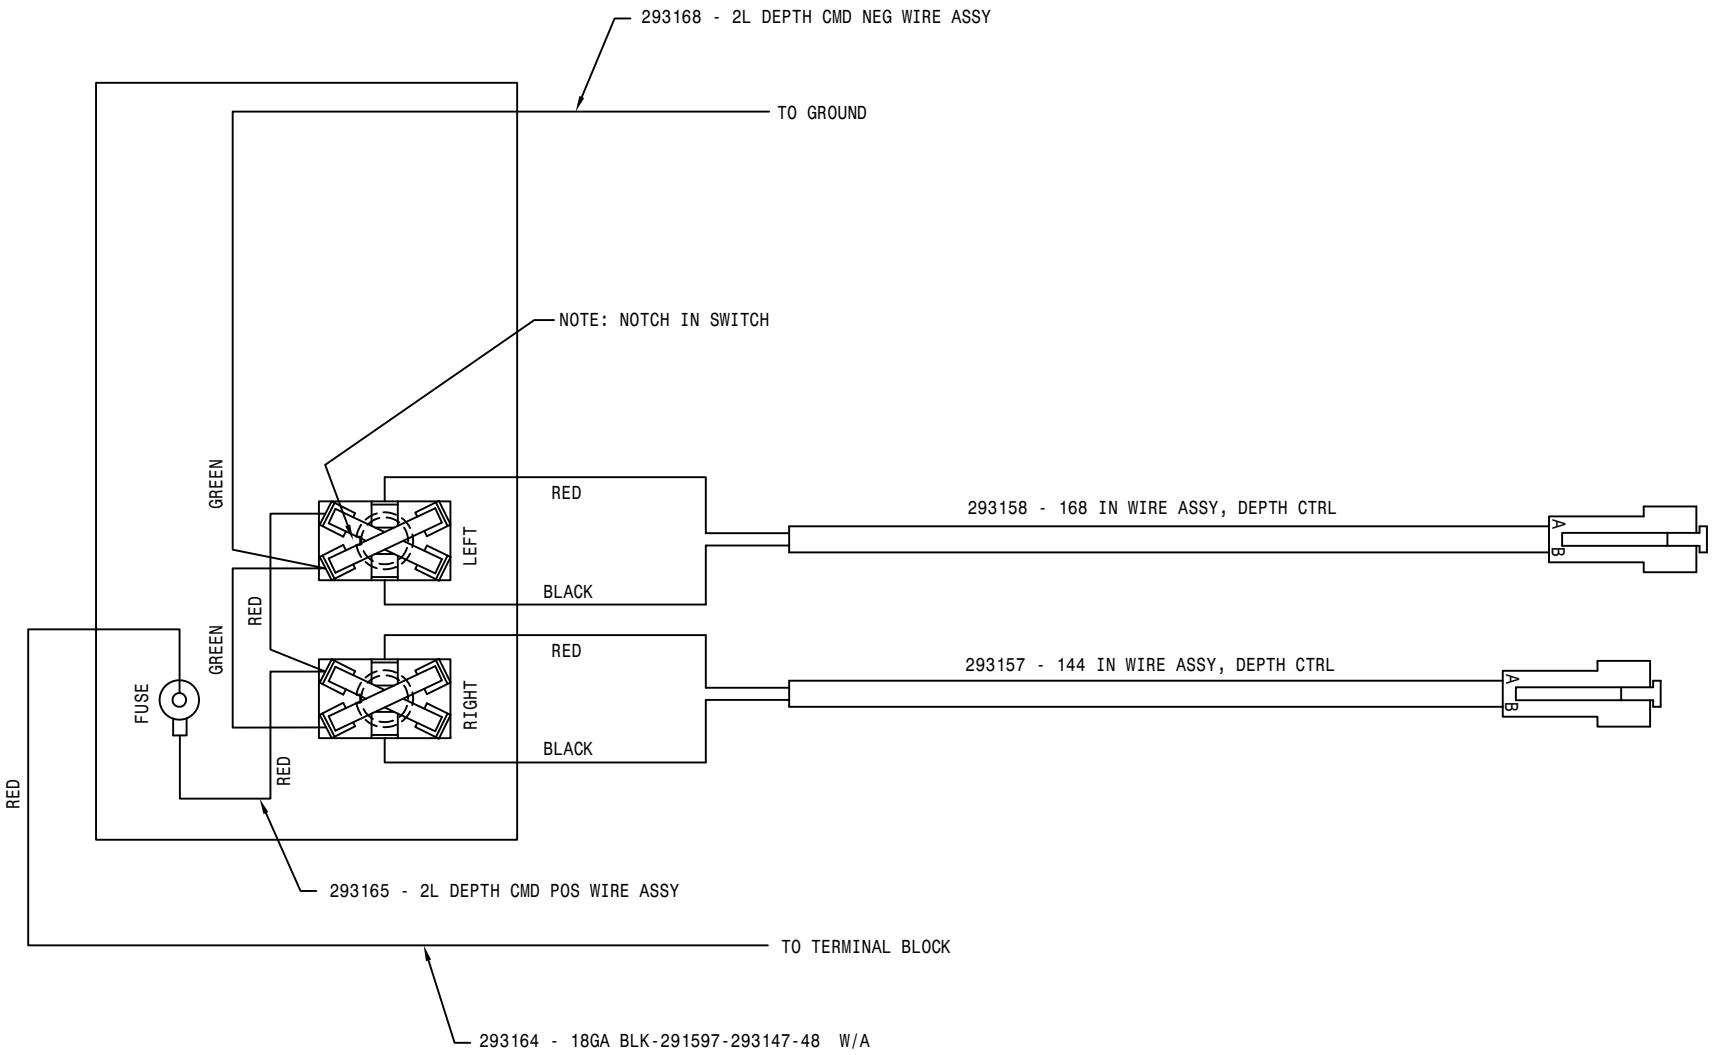 293168 - 2L DEPTH CMD NEG WIRE ASSY
TO GROUND
NOTE: NOTCH IN SWITCH
GREEN
RED
LEFT
293158 - 168 IN WIRE ASSY, DEPTH CTRL
A
B
BLACK
RED
GREEN
RED
293157 - 144 IN WIRE ASSY, DEPTH CTRL
A
B
FUSE
RIGHT
BLACK
RED
RED
293165 - 2L DEPTH CMD POS WIRE ASSY
TO TERMINAL BLOCK
293164 - 18GA BLK-291597-293147-48 W/A